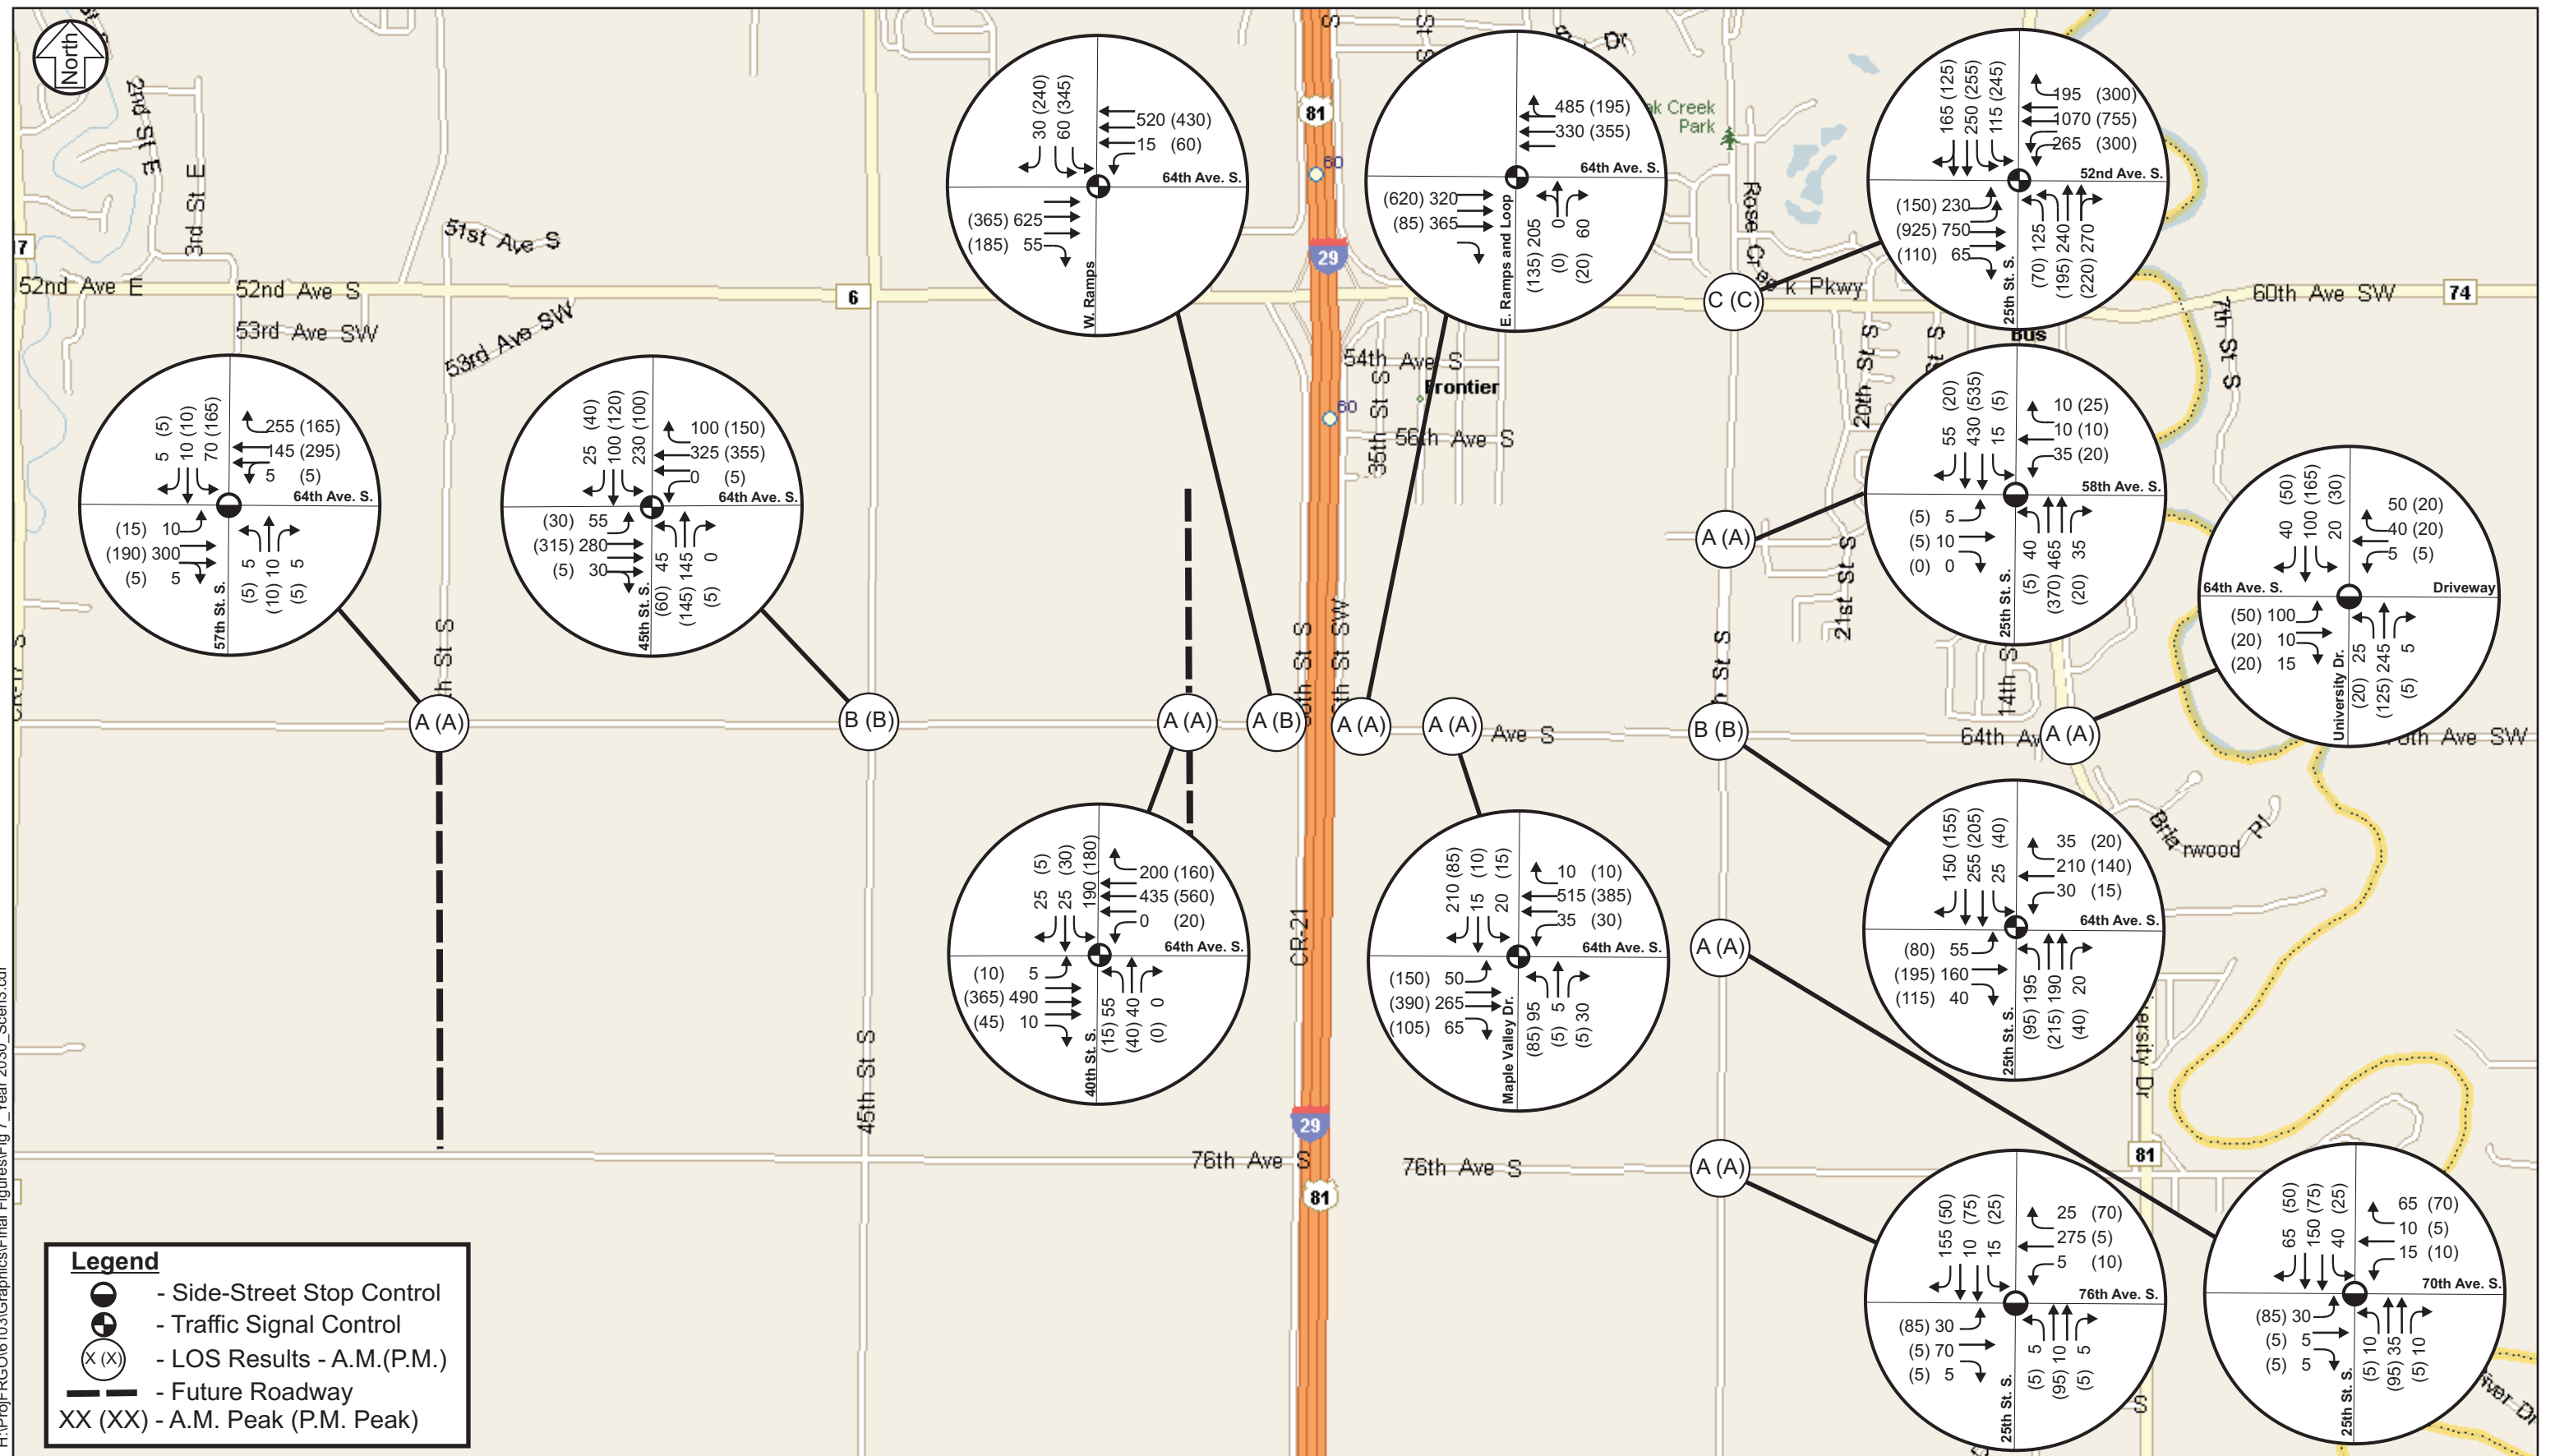 North
2nd St E
3rd St E
51st Ave S
52nd Ave E
52nd Ave S
53rd Ave SW
53rd Ave SW
6
81
60
29
60
54th Ave S
Frontier
35th St S
56th Ave S
Park
k Pkwy
60th Ave SW
74
7th St S
20th St S
21st St S
14th S
Bus
30 (240)
60 (345)
520 (430)
15 (60)
64th Ave. S.
(365) 625
(185) 55
W. Ramps
485 (195)
330 (355)
64th Ave. S.
(620) 320
(85) 365
E. Ramps and Loop
(135) 205
(0) 0
(20) 60
165 (125)
250 (255)
115 (245)
195 (300)
1070 (755)
265 (300)
52nd Ave. S.
(150) 230
(925) 750
(110) 65
25th St. S.
(70) 125
(195) 240
(220) 270
C (C)
5 (5)
10 (10)
70 (165)
255 (165)
145 (295)
5 (5)
64th Ave. S.
(15) 10
(190) 300
(5) 5
57th St. S.
(5) 5
(10) 10
(5) 5
25 (40)
100 (120)
230 (100)
100 (150)
325 (355)
0 (5)
64th Ave. S.
(30) 55
(315) 280
(5) 30
45th St. S.
(60) 45
(145) 145
(5) 0
55 (20)
430 (535)
15 (5)
10 (25)
10 (10)
35 (20)
58th Ave. S.
(5) 5
(5) 10
(0) 0
25th St. S.
(5) 40
(370) 465
(20) 35
A (A)
40 (50)
100 (165)
20 (30)
50 (20)
40 (20)
5 (5)
64th Ave. S.
Driveway
(50) 100
(20) 10
(20) 15
University Dr.
(20) 25
(125) 245
(5) 5
A (A)
B (B)
A (A)
A (B)
A (A)
A (A)
Ave S
B (B)
64th Av
A (A)
Ave SW
25 (5)
25 (30)
190 (180)
200 (160)
435 (560)
0 (20)
64th Ave. S.
(10) 5
(365) 490
(45) 10
40th St. S.
(15) 55
(40) 40
(0) 0
210 (85)
15 (10)
20 (15)
10 (10)
515 (385)
35 (30)
64th Ave. S.
(150) 50
(390) 265
(105) 65
Maple Valley Dr.
(85) 95
(5) 5
(5) 30
150 (155)
255 (205)
25 (40)
35 (20)
210 (140)
30 (15)
64th Ave. S.
(80) 55
(195) 160
(115) 40
25th St. S.
(95) 195
(215) 190
(40) 20
Briarwood Pl
CR-21
45th St S
A (A)
29
76th Ave S
76th Ave S
81
A (A)
81
155 (50)
10 (75)
15 (25)
25 (70)
275 (5)
5 (10)
76th Ave. S.
(85) 30
(5) 70
(5) 5
25th St. S.
(5) 5
(95) 10
(5) 5
65 (50)
150 (75)
40 (25)
65 (70)
10 (5)
15 (10)
70th Ave. S.
(85) 30
(5) 5
(5) 5
25th St. S.
(5) 10
(95) 35
(5) 10
Legend
- Side-Street Stop Control
- Traffic Signal Control
X (X) - LOS Results - A.M.(P.M.)
- Future Roadway
XX (XX) - A.M. Peak (P.M. Peak)